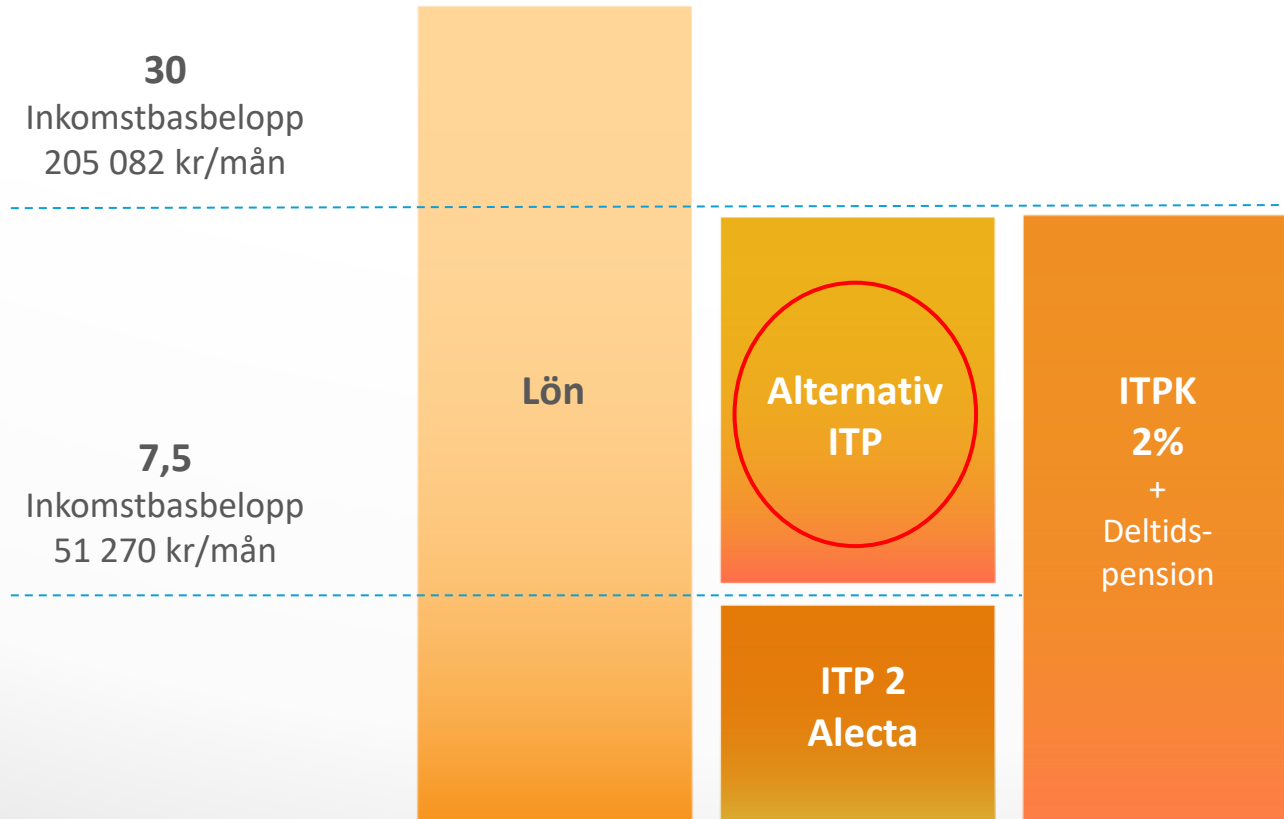 30
Inkomstbasbelopp
205 082 kr/mån
7,5
Inkomstbasbelopp
51 270 kr/mån
Lön
Alternativ
ITP
ITP 2
Alecta
ITPK
2%
+
Deltids-
pension